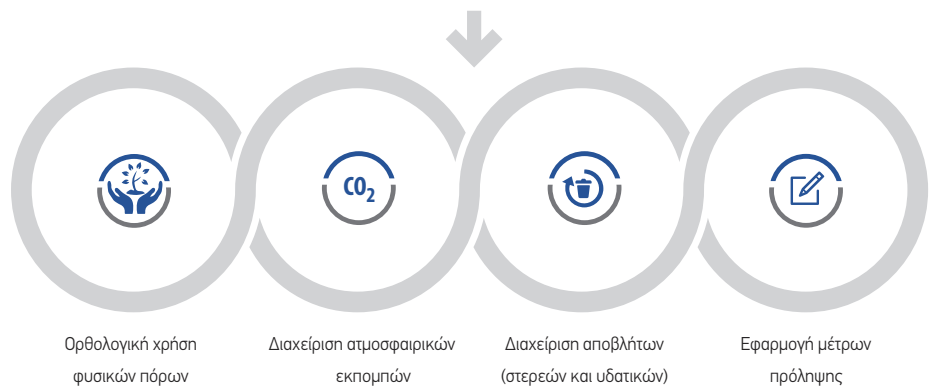 CO₂
Ορθολογική χρήση
φυσικών πόρων
Διαχείριση ατμοσφαιρικών
εκπομπών
Διαχείριση αποβλήτων
(στερεών και υδατικών)
Εφαρμογή μέτρων
πρόληψης